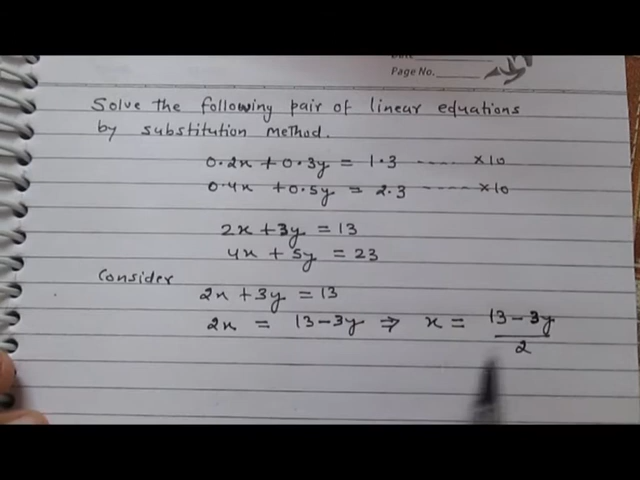 Page No.
Solve the following pair of linear equations
by substitution method.
0.2x + 0.3y = 1.3 ----- ×10
0.4x + 0.5y = 2.3 ----- ×10
2x + 3y = 13
4x + 5y = 23
Consider
2x + 3y = 13
2x = 13 - 3y ⇒ x = 13 - 3y
2